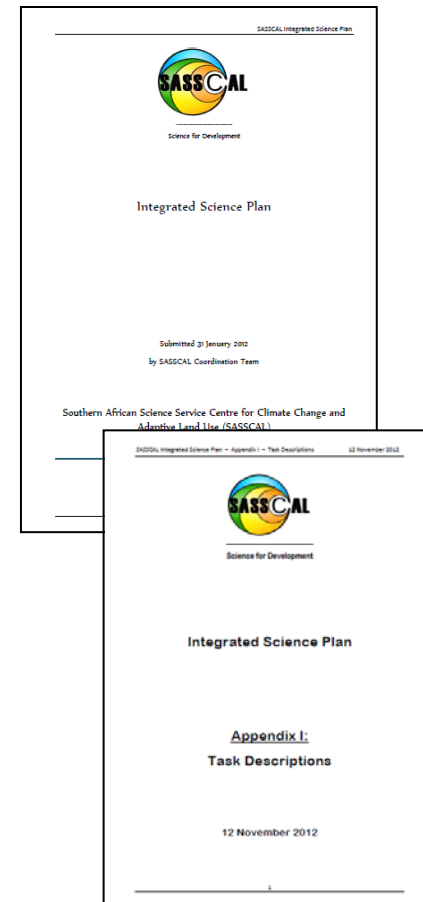 SASSCAL Integrated Science Plan
SASSCAL
Science for Development
Integrated Science Plan
Submitted 31 January 2012
by SASSCAL Coordination Team
Southern African Science Service Centre for Climate Change and
Adaptive Land Use (SASSCAL)
SASSCAL Integrated Science Plan – Appendix I – Task Descriptions 12 November 2012
SASSCAL
Science for Development
Integrated Science Plan
Appendix I:
Task Descriptions
12 November 2012